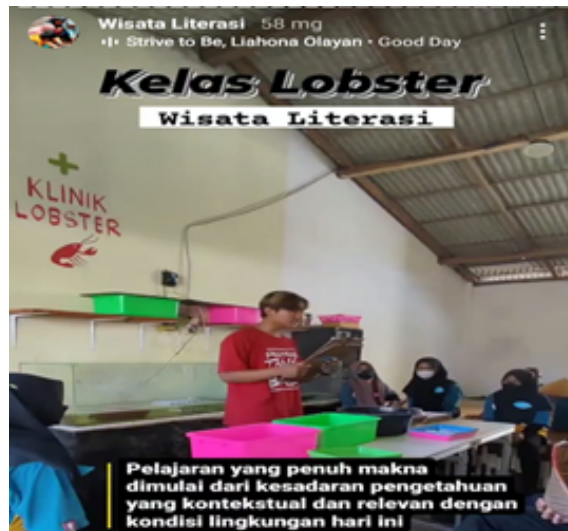 Wisata Literasi 58 mg
Strive to Be, Liahona Olayan • Good Day
Kelas Lobster
Wisata Literasi
KLINIK
LOBSTER
Pelajaran yang penuh makna
dimulai dari kesadaran pengetahuan
yang kontekstual dan relevan dengan
kondisi lingkungan hari ini